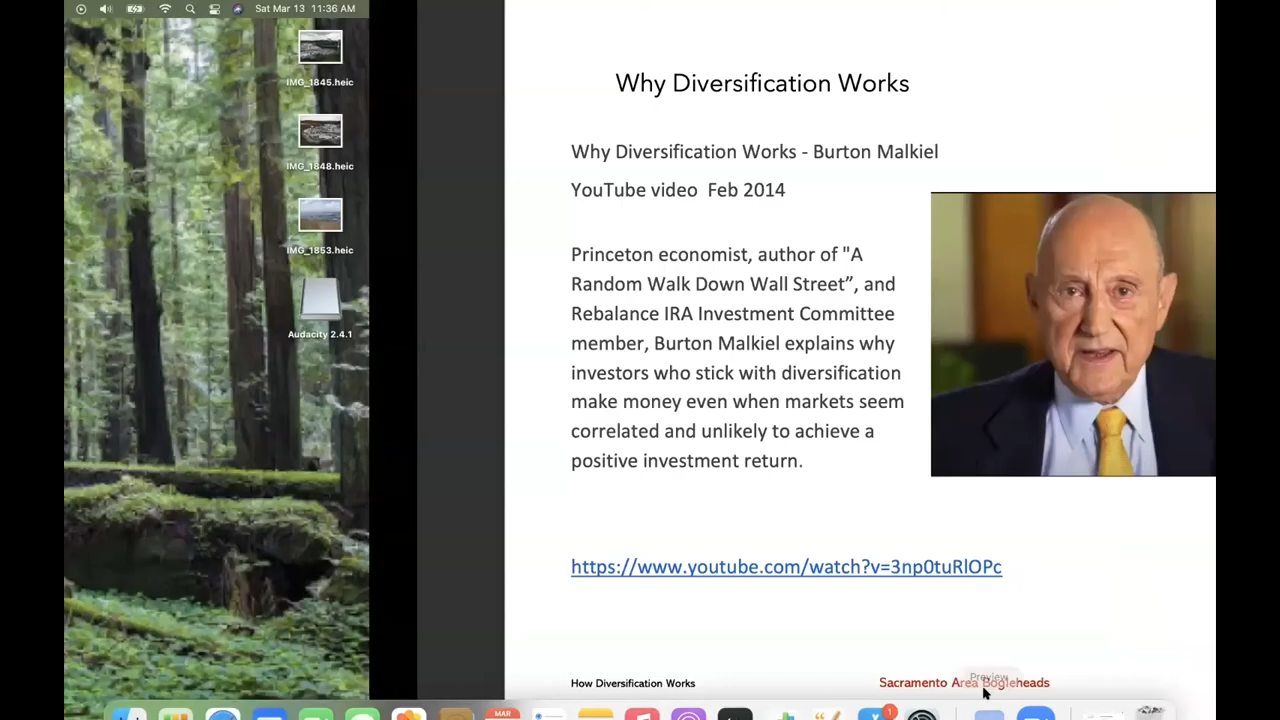 Sat Mar 13 11:36 AM
IMG_1845.heic
IMG_1848.heic
IMG_1853.heic
Audacity 2.4.1
Why Diversification Works
Why Diversification Works - Burton Malkiel
YouTube video Feb 2014
Princeton economist, author of "A
Random Walk Down Wall Street”, and
Rebalance IRA Investment Committee
member, Burton Malkiel explains why
investors who stick with diversification
make money even when markets seem
correlated and unlikely to achieve a
positive investment return.
https://www.youtube.com/watch?v=3np0tuRlOPc
Preview
How Diversification Works
Sacramento Area Bogleheads
MAR
1